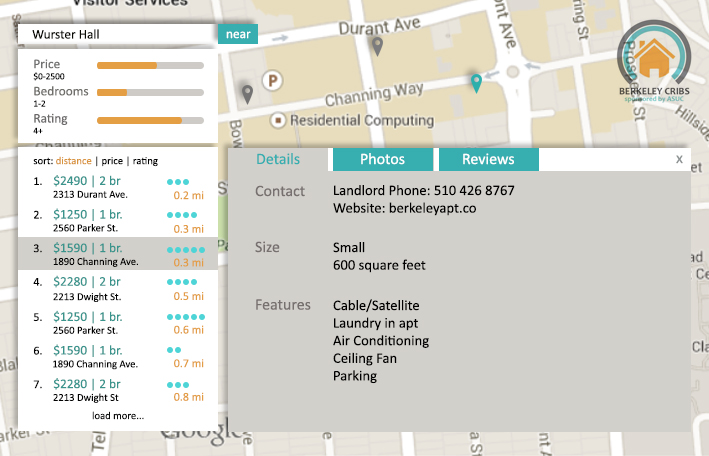 Visitor Services
Wurster Hall
near
Durant Ave
Price
$0-2500
Bedrooms
1-2
Rating
4+
P
Channing Way
Residential Computing
BERKELEY CRIBS
sponsored by ASUC
sort: distance | price | rating
1. $2490 | 2 br
2313 Durant Ave. 0.2 mi
2. $1250 | 1 br.
2560 Parker St. 0.3 mi
3. $1590 | 1 br.
1890 Channing Ave. 0.3 mi
4. $2280 | 2 br
2213 Dwight St. 0.5 mi
5. $1250 | 1 br.
2560 Parker St. 0.6 mi
6. $1590 | 1 br.
1890 Channing Ave. 0.7 mi
7. $2280 | 2 br
2213 Dwight St 0.8 mi
load more...
Details Photos Reviews x
Contact Landlord Phone: 510 426 8767
Website: berkeleyapt.co
Size Small
600 square feet
Features Cable/Satellite
Laundry in apt
Air Conditioning
Ceiling Fan
Parking
Parker St
Google